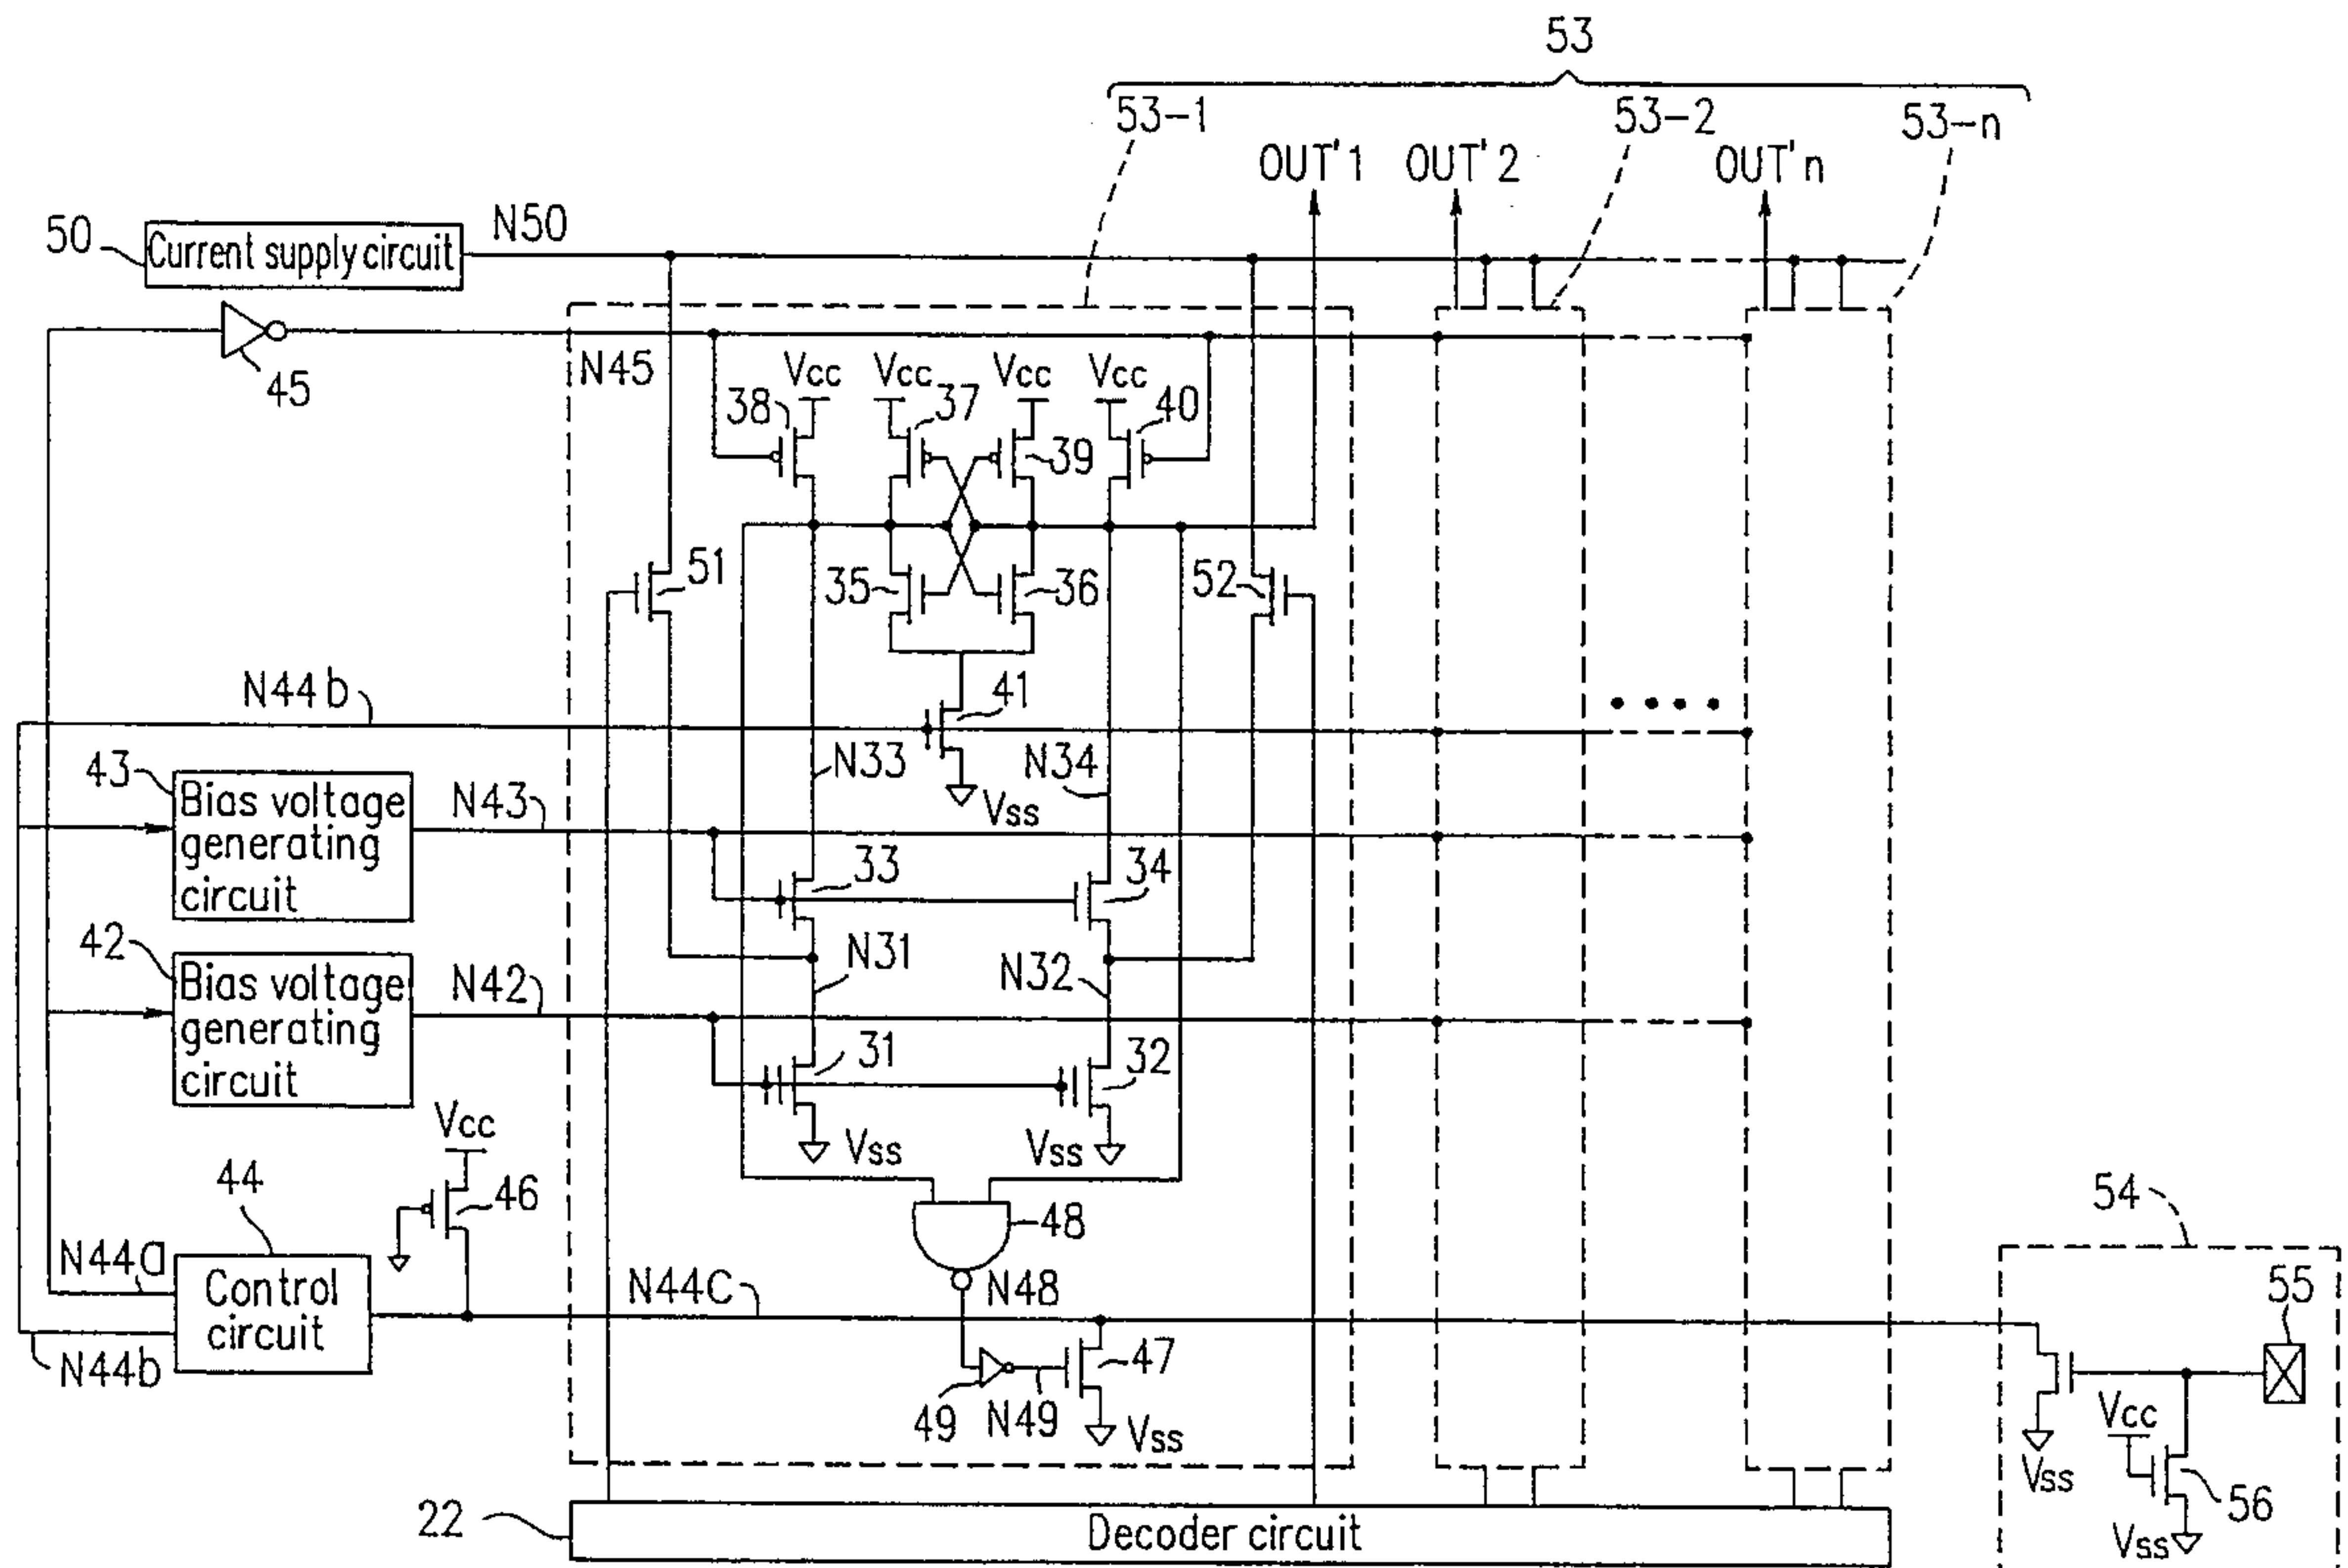 53
53-1
53-2
53-n
OUT'1
OUT'2
OUT'n
50
Current supply circuit
N50
45
N45
Vcc
Vcc
Vcc
Vcc
38
37
39
40
51
35
36
52
N44b
41
43
Bias voltage
generating
circuit
N43
N33
Vss
N34
33
34
42
Bias voltage
generating
circuit
N42
N31
N32
31
32
Vss
Vss
Vcc
46
44
48
54
N44a
Control
circuit
N44C
N48
55
N44b
49
N49
47
Vss
Vcc
Vss
56
Vss
22
Decoder circuit